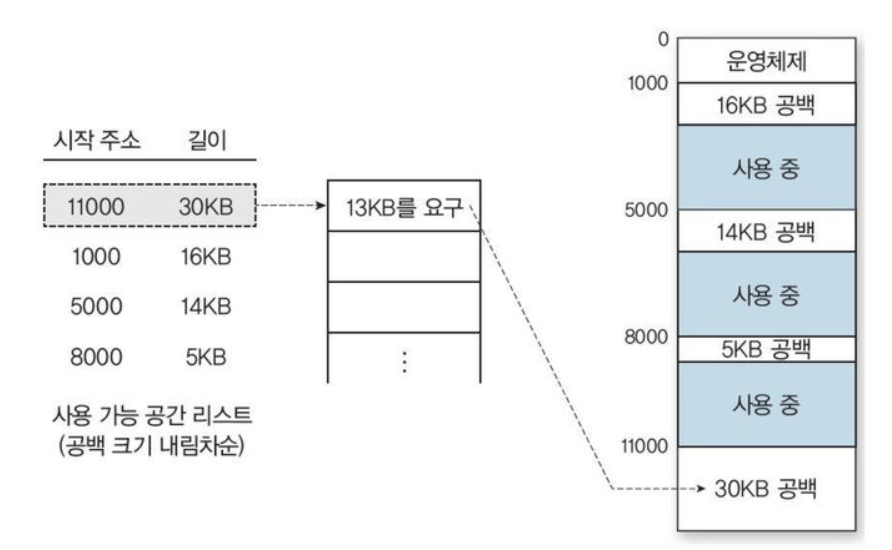 시작 주소 길이
11000 30KB
1000 16KB
5000 14KB
8000 5KB
사용 가능 공간 리스트
(공백 크기 내림차순)
13KB를 요구
⋮
0
운영체제
1000
16KB 공백
사용 중
5000
14KB 공백
사용 중
8000
5KB 공백
사용 중
11000
30KB 공백